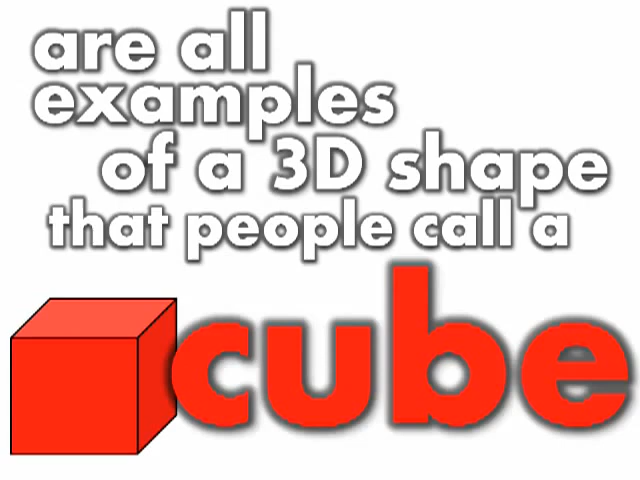 are all
examples
of a 3D shape
that people call a
cube